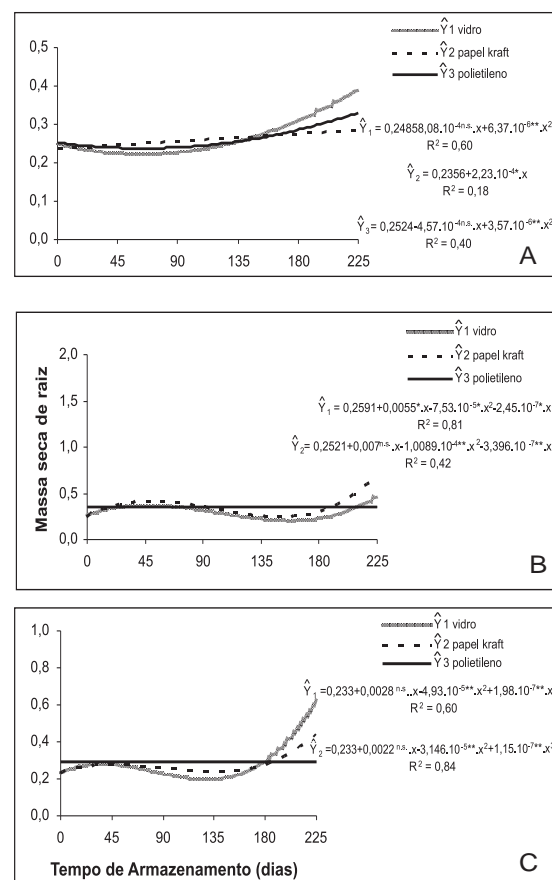 Ŷ1 vidro
Ŷ2 papel kraft
Ŷ3 polietileno
0,5
0,4
0,3
0,2
0,1
0,0
Ŷ1 = 0,24858,08.10-4n.s..x+6,37.10-6**.x2
R2 = 0,60
Ŷ2 = 0,2356+2,23.10-4*.x
R2 = 0,18
Ŷ3 = 0,2524-4,57.10-4n.s..x+3,57.10-6**.x2
R2 = 0,40
0 45 90 135 180 225
A
Ŷ1 vidro
Ŷ2 papel kraft
Ŷ3 polietileno
Massa seca de raiz
2,0
1,5
1,0
0,5
0,0
Ŷ1 = 0,2591+0,0055*.x-7,53.10-5*.x2-2,45.10-7*.x
R2 = 0,81
Ŷ2= 0,2521+0,007n.s..x-1,0089.10-4**.x2-3,396.10-7**.x
R2 = 0,42
0 45 90 135 180 225
B
Ŷ1 vidro
Ŷ2 papel kraft
Ŷ3 polietileno
1,0
0,8
0,6
0,4
0,2
0,0
Ŷ1 =0,233+0,0028 n.s..x-4,93.10-5**.x2+1,98.10-7**.x
R2 = 0,60
Ŷ2 =0,233+0,0022 n.s..x-3,146.10-5**.x2+1,15.10-7**.x3
R2 = 0,84
0 45 90 135 180 225
Tempo de Armazenamento (dias)
C